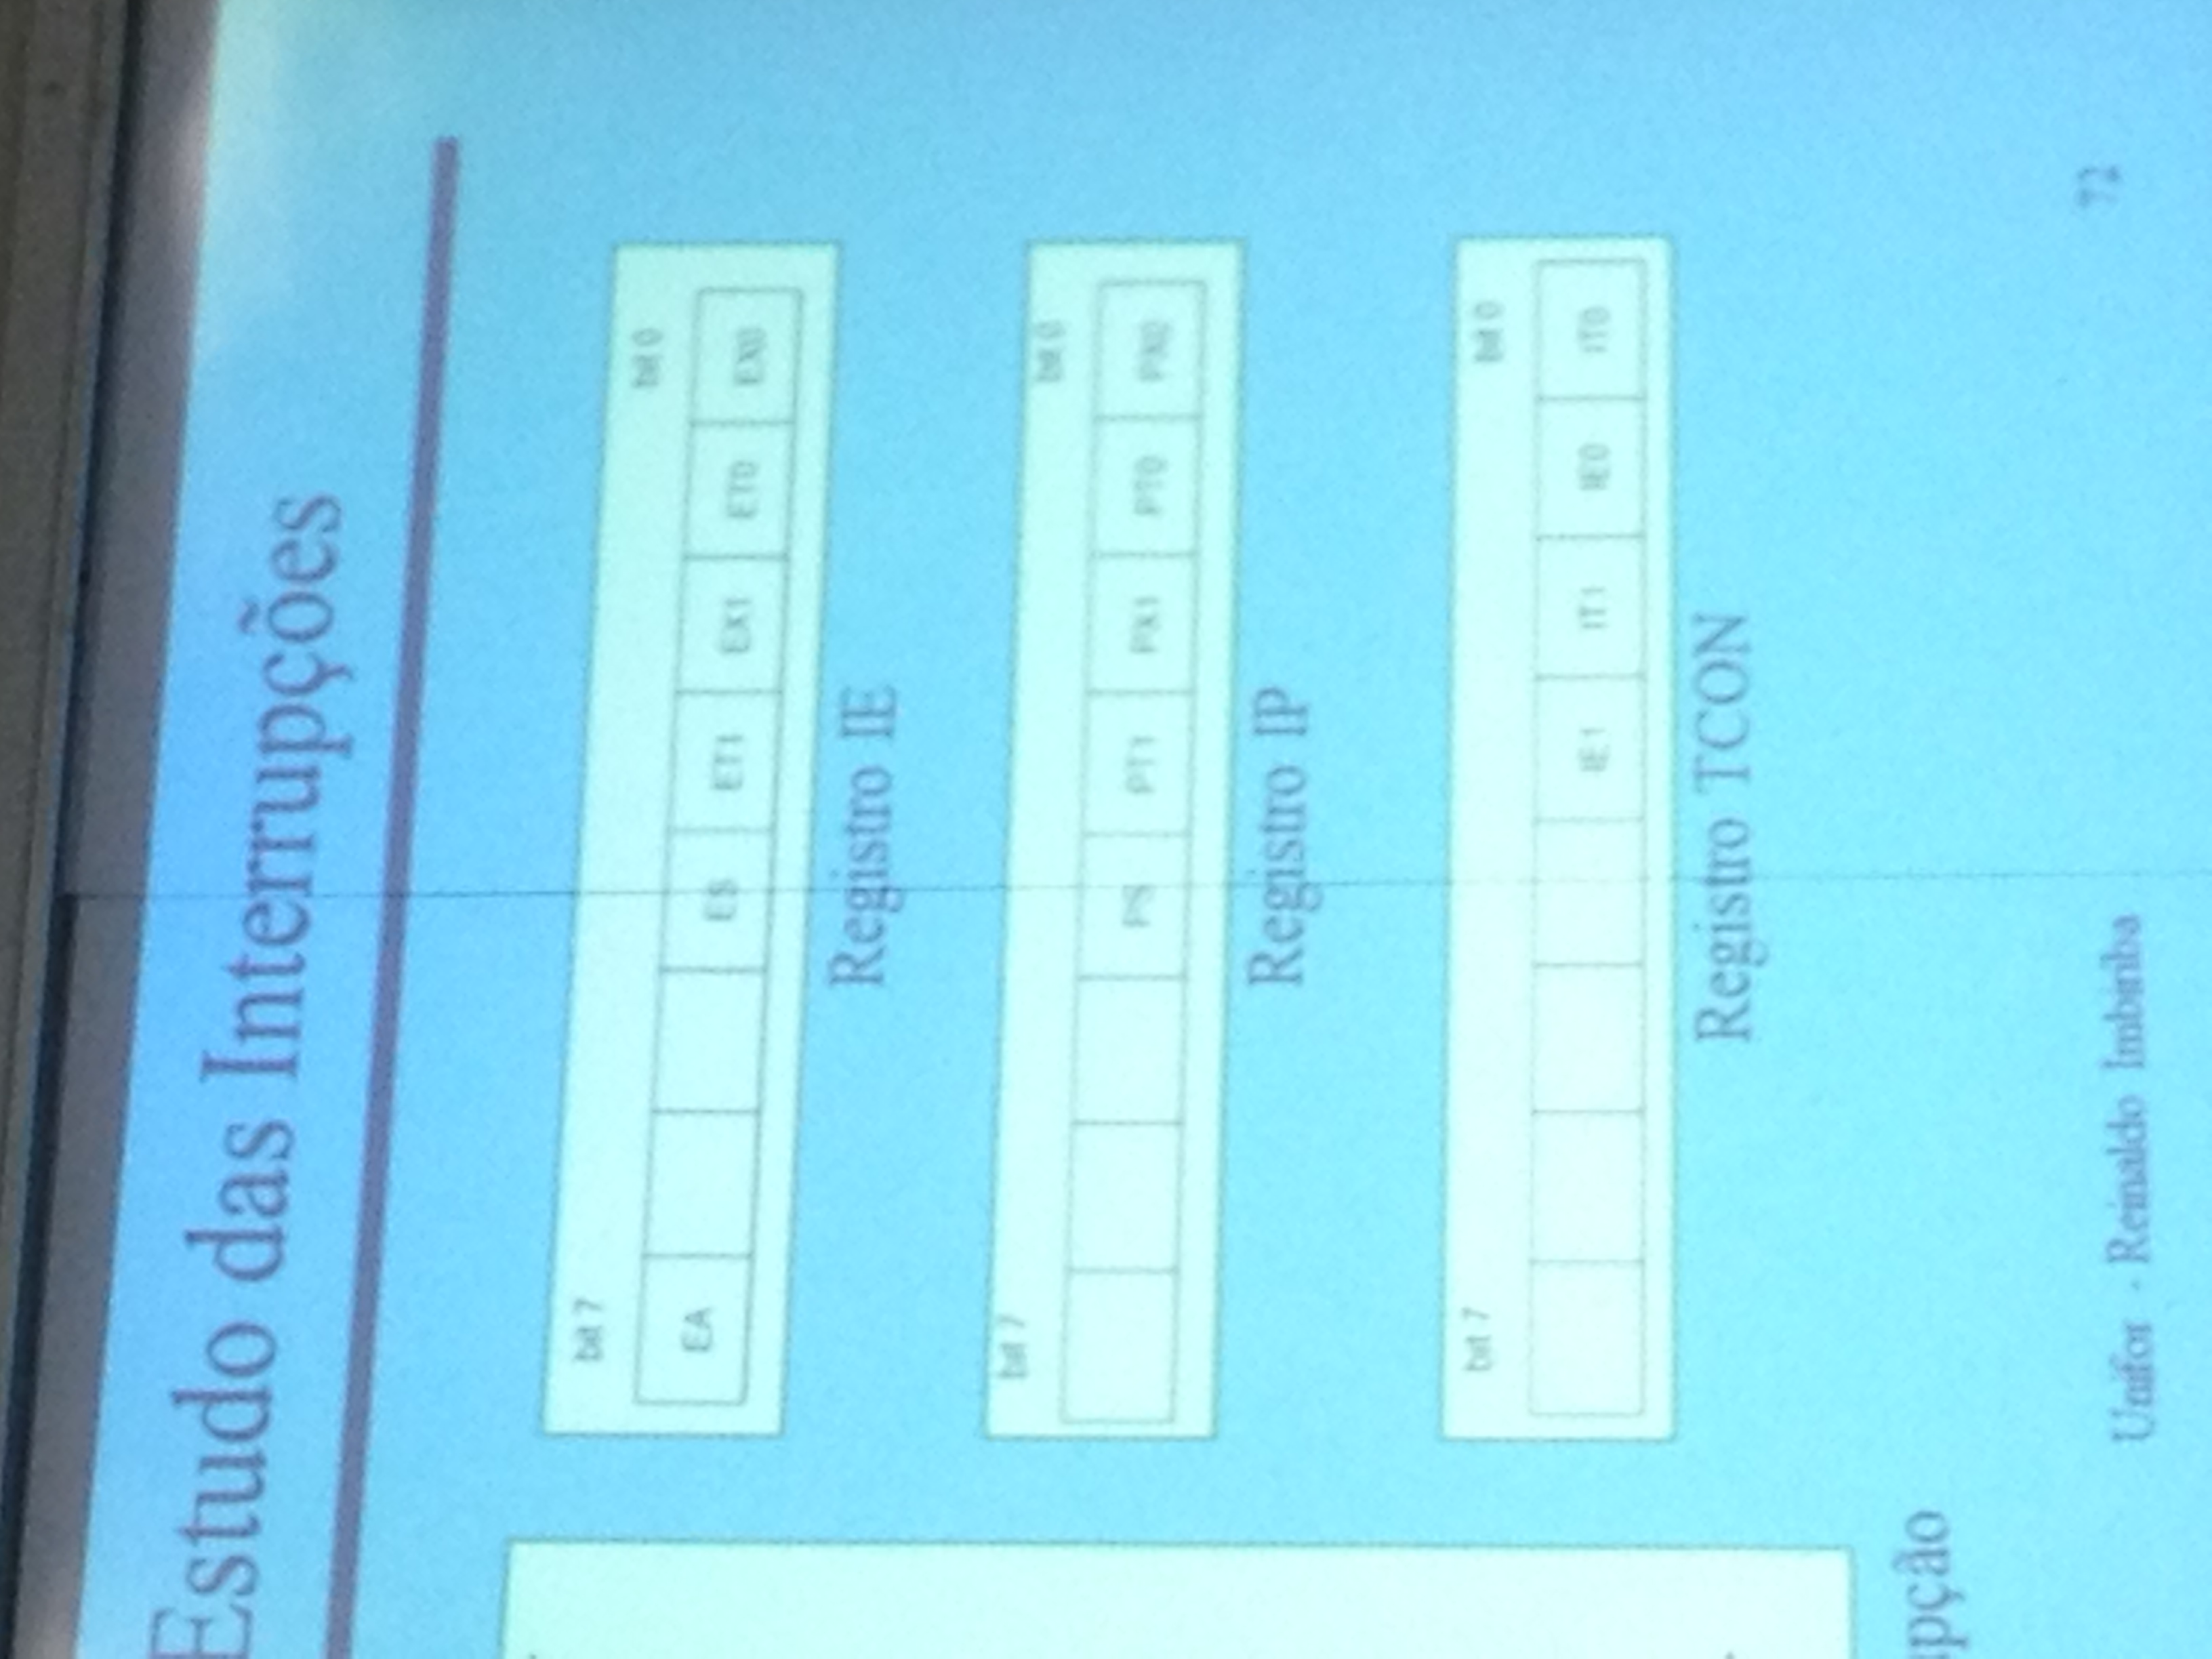 Estudo das Interrupções
bit 7
bit 0
EA ES ET1 EX1 ET0 EX0
Registro IE
bit 7
bit 0
PS PT1 PX1 PT0 PX0
Registro IP
bit 7
bit 0
IE1 IT1 IE0 IT0
Registro TCON
upção
Unifor - Reinaldo Imbiriba
72